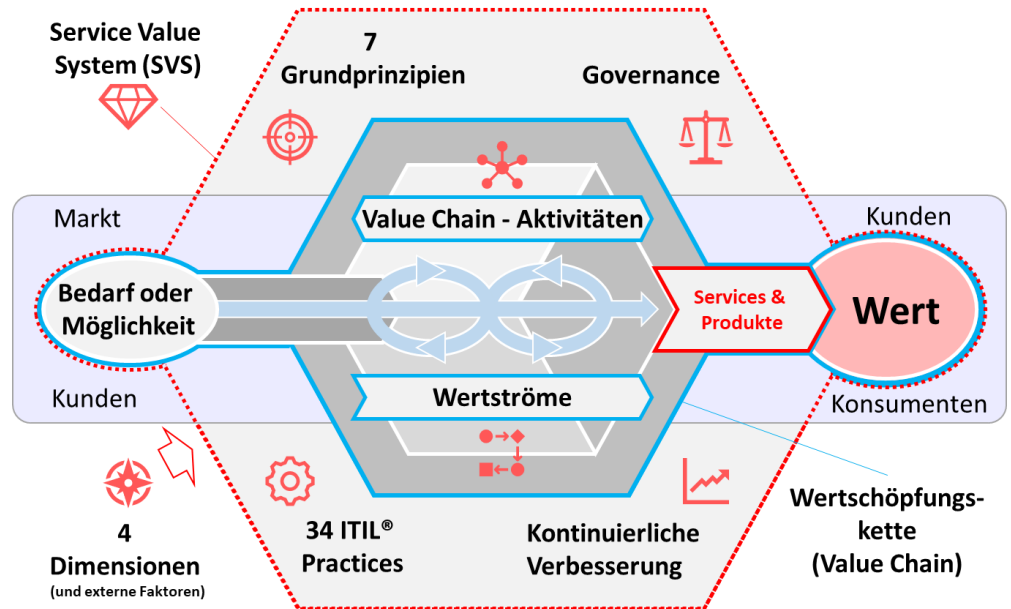 Service Value
System (SVS)
7
Grundprinzipien
Governance
Markt
Kunden
Value Chain - Aktivitäten
Bedarf oder
Möglichkeit
Services &
Produkte
Wert
Kunden
Wertströme
Konsumenten
4
Dimensionen
(und externe Faktoren)
34 ITIL®
Practices
Kontinuierliche
Verbesserung
Wertschöpfungs-
kette
(Value Chain)